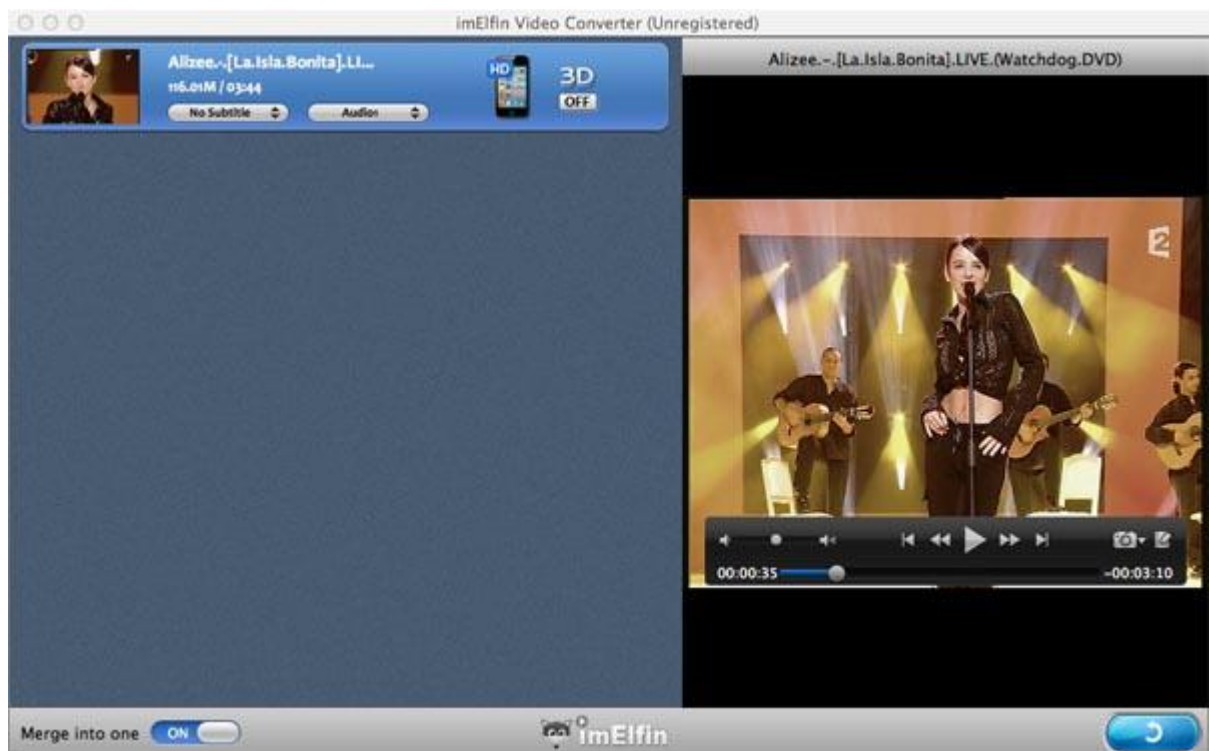 imElfin Video Converter (Unregistered)
Alizee.-.[La.Isla.Bonita].LI...
116.01M / 03:44
No Subtitle
Audio1
HD
3D
OFF
Alizee.-.[La.Isla.Bonita].LIVE.(Watchdog.DVD)
2
00:00:35
-00:03:10
Merge into one
ON
imElfin